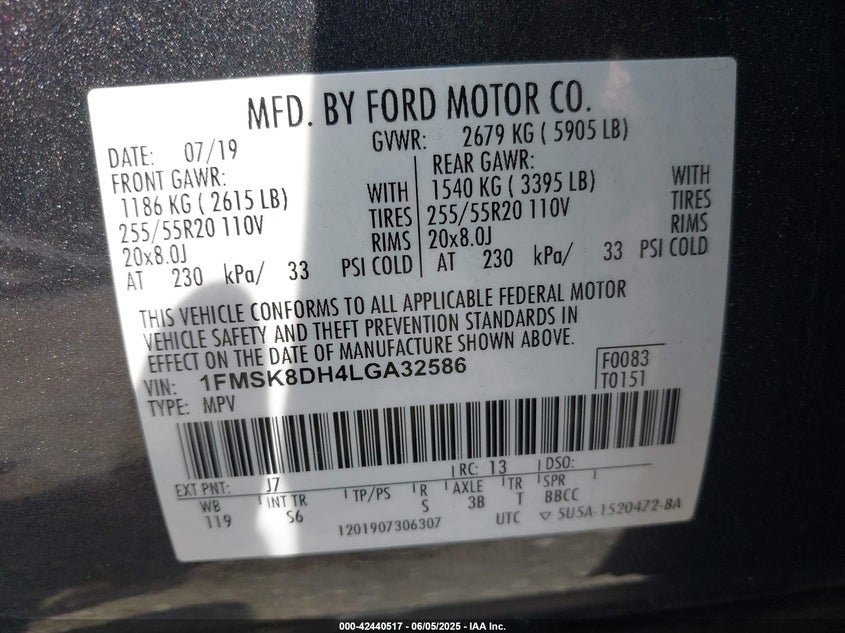 MFD. BY FORD MOTOR CO.
DATE: 07/19
GVWR: 2679 KG ( 5905 LB)
FRONT GAWR:
1186 KG ( 2615 LB) WITH
255/55R20 110V TIRES
20x8.0J RIMS
AT 230 kPa/ 33 PSI COLD
REAR GAWR:
1540 KG ( 3395 LB) WITH
255/55R20 110V TIRES
20x8.0J RIMS
AT 230 kPa/ 33 PSI COLD
THIS VEHICLE CONFORMS TO ALL APPLICABLE FEDERAL MOTOR
VEHICLE SAFETY AND THEFT PREVENTION STANDARDS IN
EFFECT ON THE DATE OF MANUFACTURE SHOWN ABOVE.
VIN: 1FMSK8DH4LGA32586
F0083
TYPE: MPV
T0151
EXT PNT: J7 RC: 13 DSO:
WB INT TR TP/PS R AXLE TR SPR
119 S6 S 3B T BBCC
1201907306307 UTC ▽ 5U5A-1520472-BA
000-42440517 - 06/05/2025 - IAA Inc.